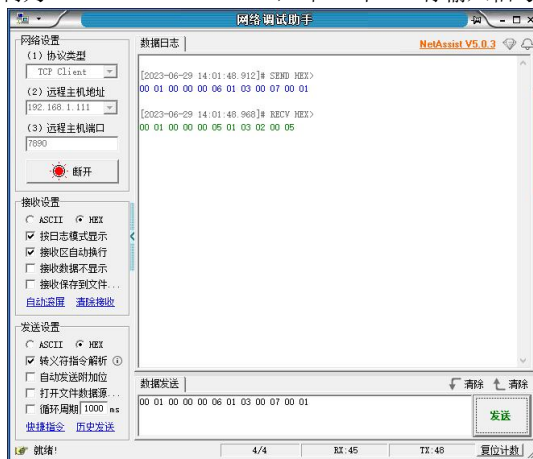 网络调试助手
网络设置
(1) 协议类型
TCP Client
(2) 远程主机地址
192.168.1.111
(3) 远程主机端口
7890
断开
接收设置
ASCII HEX
按日志模式显示
接收区自动换行
接收数据不显示
接收保存到文件...
自动滚屏 清除接收
发送设置
ASCII HEX
转义符指令解析
自动发送附加位
打开文件数据源...
循环周期 1000 ms
快捷指令 历史发送
数据日志
NetAssist V5.0.3
[2023-06-29 14:01:48.912]# SEND HEX>
00 01 00 00 00 06 01 03 00 07 00 01
[2023-06-29 14:01:48.968]# RECV HEX>
00 01 00 00 00 05 01 03 02 00 05
数据发送
清除 清除
00 01 00 00 00 06 01 03 00 07 00 01
发送
就绪!
4/4
RX:45
TX:48
复位计数